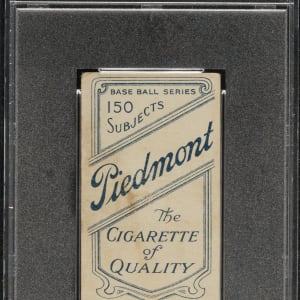 BASE BALL SERIES
150
SUBJECTS
Piedmont
The
CIGARETTE
of
QUALITY